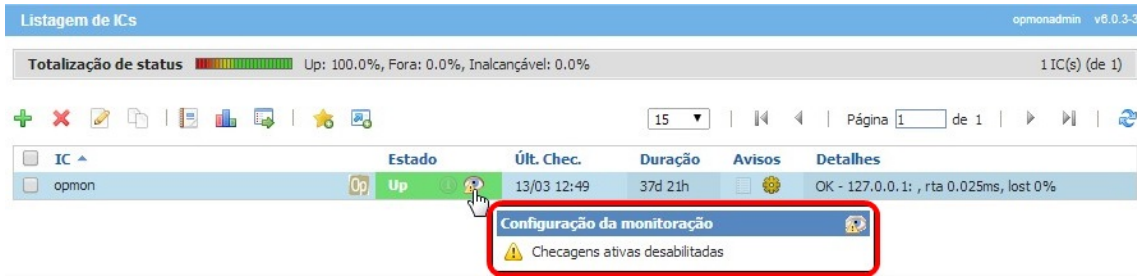 Listagem de ICs opmonadmin v6.0.3-3
Totalização de status Up: 100.0%, Fora: 0.0%, Inalcançável: 0.0% 1 IC(s) (de 1)
15 Página 1 de 1
IC Estado Últ. Chec. Duração Avisos Detalhes
opmon Op Up 13/03 12:49 37d 21h OK - 127.0.0.1: , rta 0.025ms, lost 0%
Configuração da monitoração
Checagens ativas desabilitadas